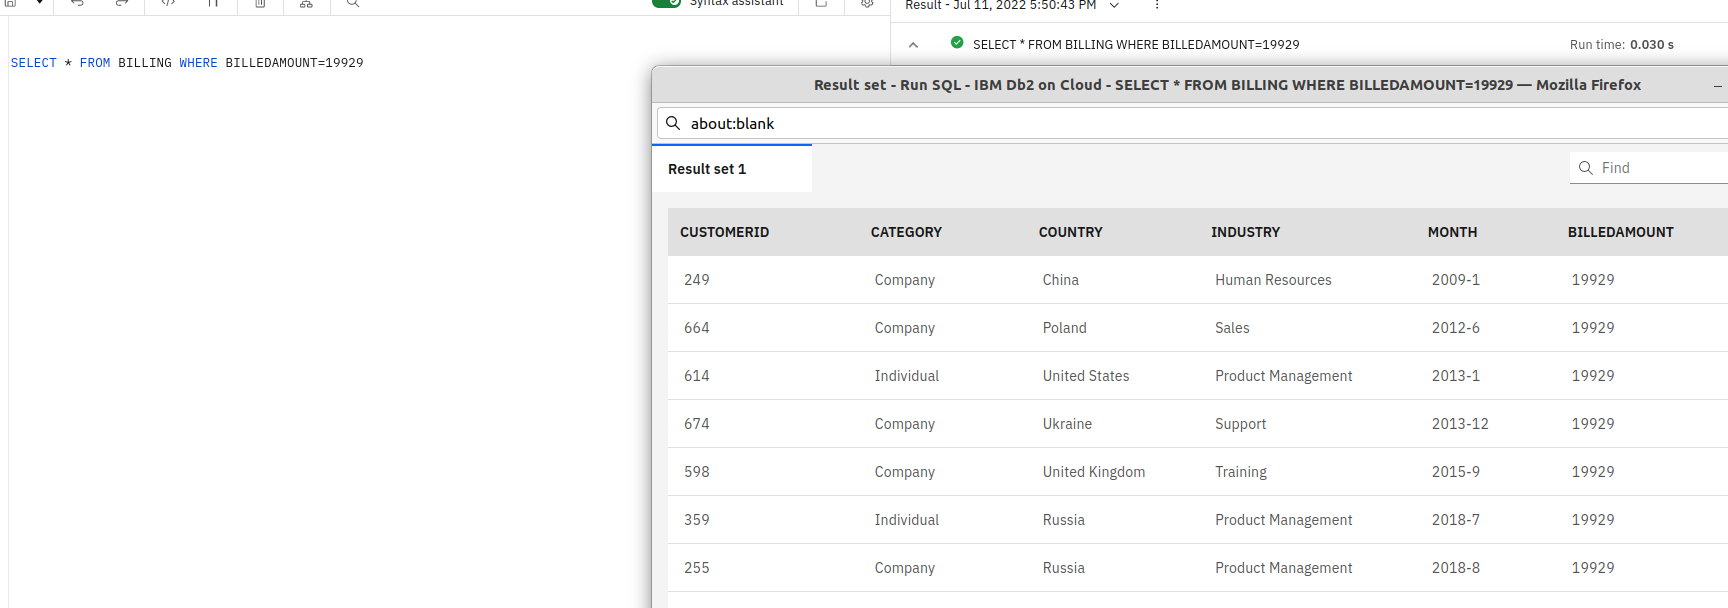 Syntax assistant
Result - Jul 11, 2022 5:50:43 PM
SELECT * FROM BILLING WHERE BILLEDAMOUNT=19929
SELECT * FROM BILLING WHERE BILLEDAMOUNT=19929 Run time: 0.030 s
Result set - Run SQL - IBM Db2 on Cloud - SELECT * FROM BILLING WHERE BILLEDAMOUNT=19929 — Mozilla Firefox
about:blank
Result set 1
Find
CUSTOMERID CATEGORY COUNTRY INDUSTRY MONTH BILLEDAMOUNT
249 Company China Human Resources 2009-1 19929
664 Company Poland Sales 2012-6 19929
614 Individual United States Product Management 2013-1 19929
674 Company Ukraine Support 2013-12 19929
598 Company United Kingdom Training 2015-9 19929
359 Individual Russia Product Management 2018-7 19929
255 Company Russia Product Management 2018-8 19929